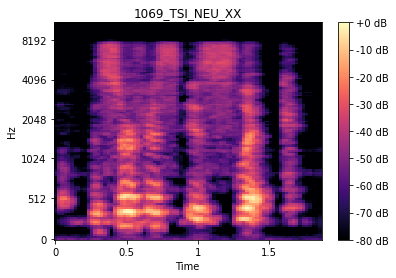 1069_TSI_NEU_XX
8192
4096
2048
1024
512
0
Hz
0
0.5
1
1.5
Time
+0 dB
-10 dB
-20 dB
-30 dB
-40 dB
-50 dB
-60 dB
-70 dB
-80 dB